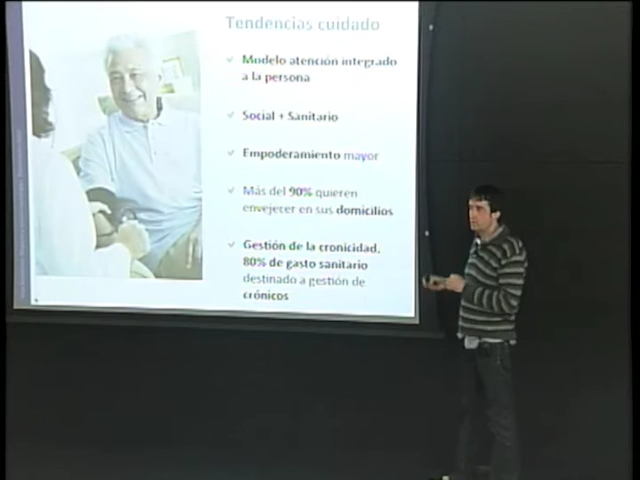 Tendencias cuidado
Modelo atención integrado
a la persona
Social + Sanitario
Empoderamiento mayor
Más del 90% quieren
envejecer en sus domicilios
Gestión de la cronicidad.
80% de gasto sanitario
destinado a gestión de
crónicos